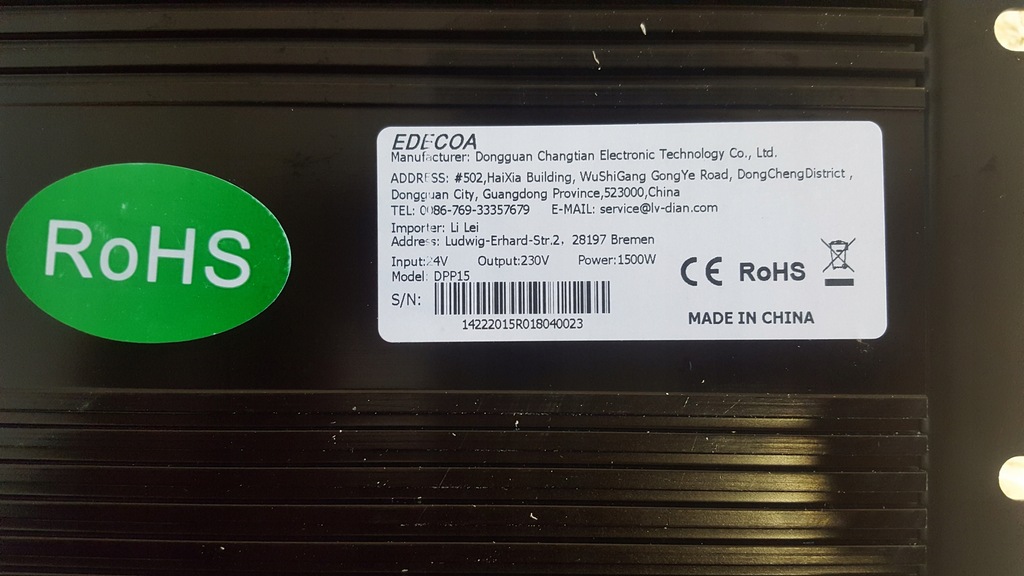 RoHS
EDECOA
Manufacturer: Dongguan Changtian Electronic Technology Co., Ltd.
ADDRESS: #502,HaiXia Building, WuShiGang GongYe Road, DongChengDistrict ,
Dongguan City, Guangdong Province,523000,China
TEL: 0086-769-33357679 E-MAIL: service@lv-dian.com
Importer: Li Lei
Address: Ludwig-Erhard-Str.2, 28197 Bremen
Input:24V Output:230V Power:1500W
Model: DPP15
CE RoHS
S/N:
14222015R018040023
MADE IN CHINA